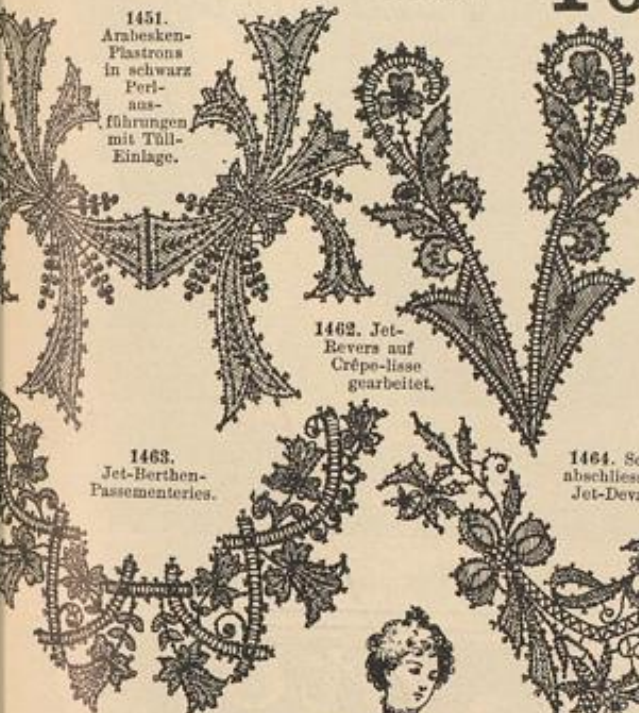 1451.
Arabesken-
Plastrons
in schwarz
Perl-
aus-
führungen
mit Tüll-
Einlage.
1462. Jet-
Revers auf
Crêpe-lisse
gearbeitet.
1463.
Jet-Berthen-
Passementeries.
1464.